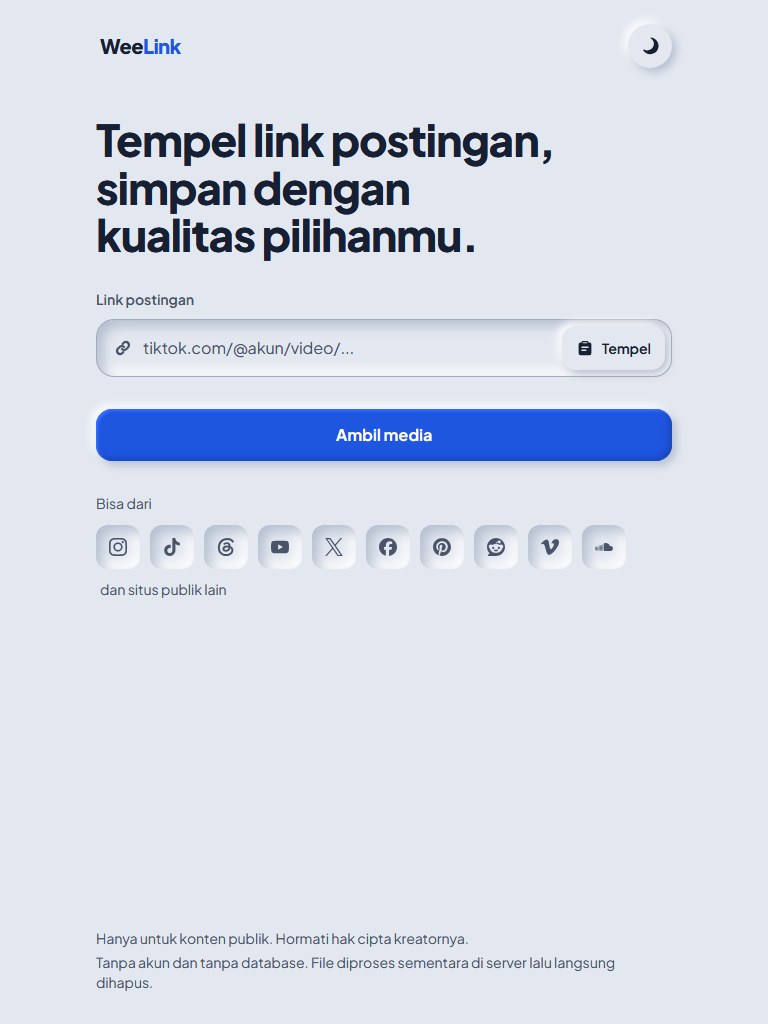 WeeLink
Tempel link postingan,
simpan dengan
kualitas pilihanmu.
Link postingan
tiktok.com/@akun/video/...
Tempel
Ambil media
Bisa dari
dan situs publik lain
Hanya untuk konten publik. Hormati hak cipta kreatornya.
Tanpa akun dan tanpa database. File diproses sementara di server lalu langsung
dihapus.